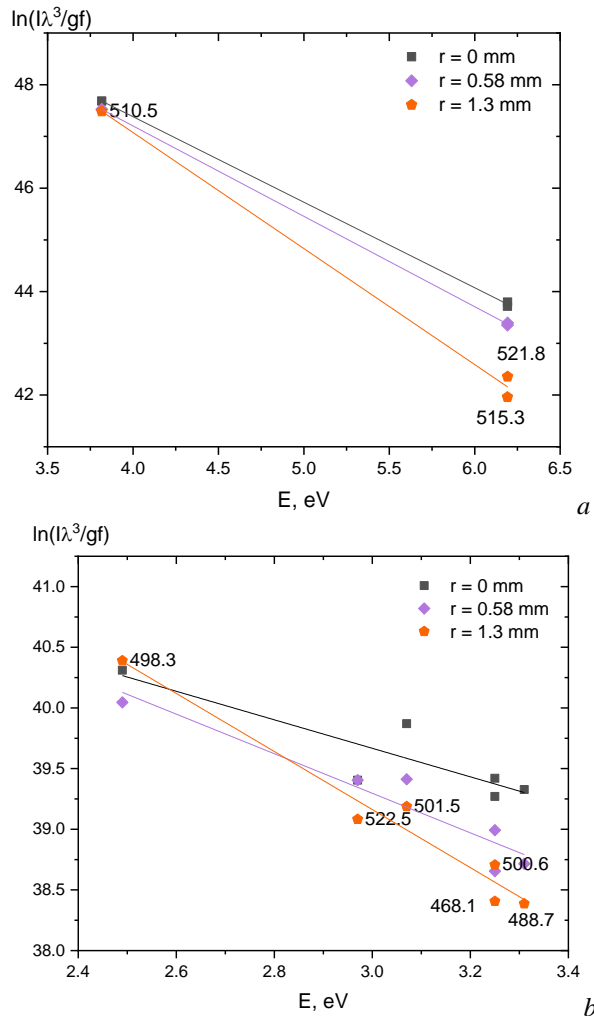 ln(Iλ³/gf)
r = 0 mm
r = 0.58 mm
r = 1.3 mm
48
46
44
42
510.5
521.8
515.3
3.5 4.0 4.5 5.0 5.5 6.0 6.5
E, eV
a
ln(Iλ³/gf)
r = 0 mm
r = 0.58 mm
r = 1.3 mm
41.0
40.5
40.0
39.5
39.0
38.5
38.0
498.3
501.5
522.5
500.6
468.1
488.7
2.4 2.6 2.8 3.0 3.2 3.4
E, eV
b